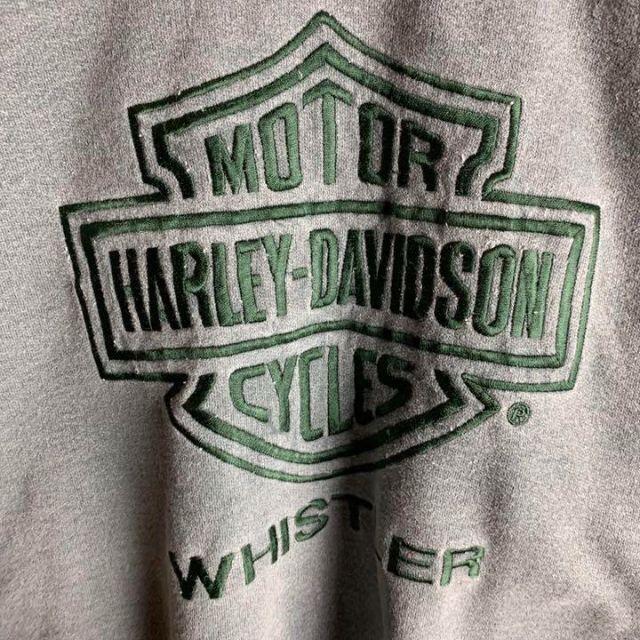 MOTOR
HARLEY-DAVIDSON
CYCLES
®
WHISTLER